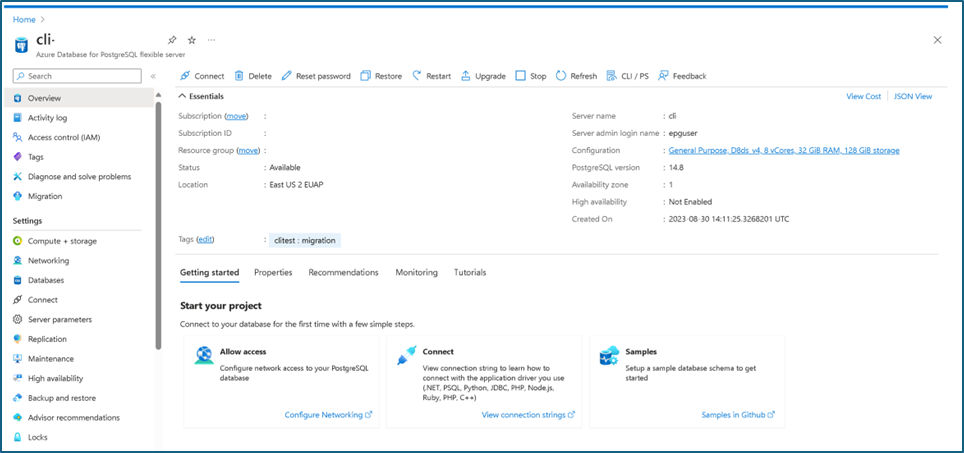 Home >
cli·
Azure Database for PostgreSQL flexible server
Search
«
Overview
Activity log
Access control (IAM)
Tags
Diagnose and solve problems
Migration
Settings
Compute + storage
Networking
Databases
Connect
Server parameters
Replication
Maintenance
High availability
Backup and restore
Advisor recommendations
Locks
Connect Delete Reset password Restore Restart Upgrade Stop Refresh CLI / PS Feedback
Essentials
View Cost JSON View
Subscription (move) :
Subscription ID :
Resource group (move) :
Status : Available
Location : East US 2 EUAP
Server name : cli
Server admin login name : epguser
Configuration : General Purpose, D8ds_v4, 8 vCores, 32 GiB RAM, 128 GiB storage
PostgreSQL version : 14.8
Availability zone : 1
High availability : Not Enabled
Created On : 2023-08-30 14:11:25.3268201 UTC
Tags (edit) : clitest : migration
Getting started Properties Recommendations Monitoring Tutorials
Start your project
Connect to your database for the first time with a few simple steps.
Allow access
Configure network access to your PostgreSQL
database
Configure Networking
Connect
View connection string to learn how to
connect with the application driver you use
(.NET, PSQL, Python, JDBC, PHP, Node.js,
Ruby, PHP, C++)
View connection strings
Samples
Setup a sample database schema to get
started
Samples in Github